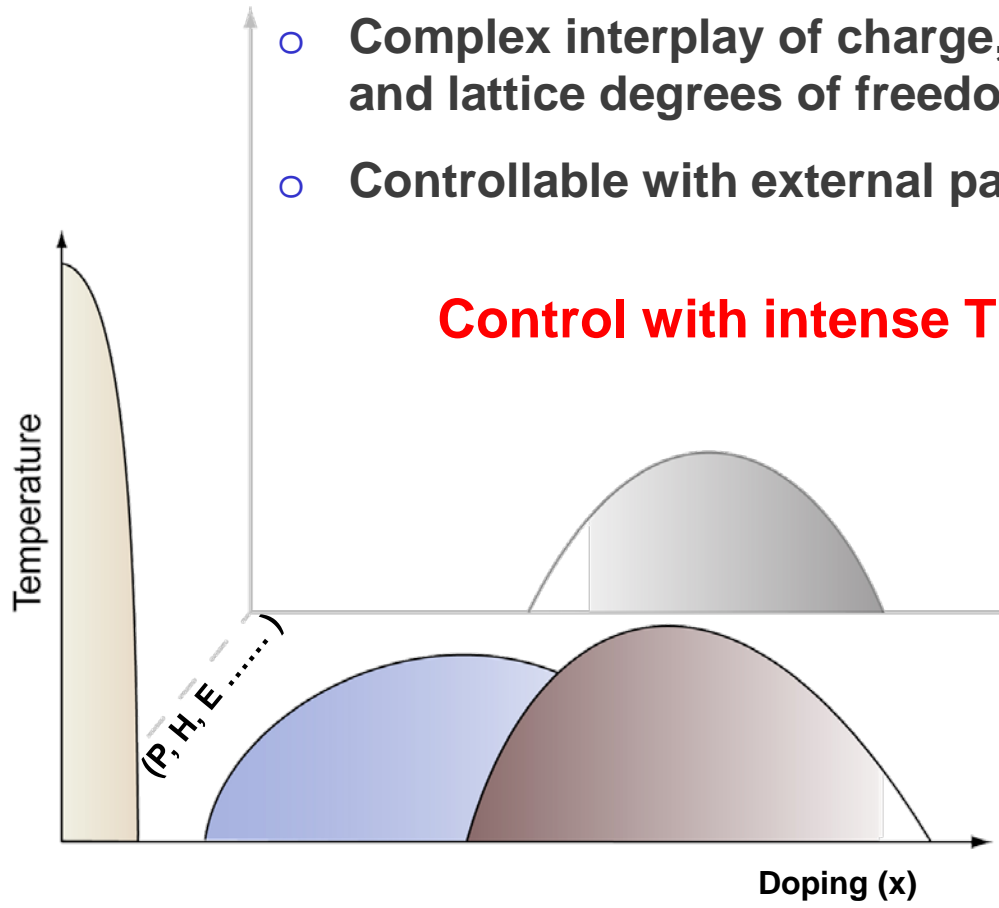 o Complex interplay of charge,
and lattice degrees of freedo
o Controllable with external pa
Control with intense T
Temperature
(P, H, E ...... )
Doping (x)